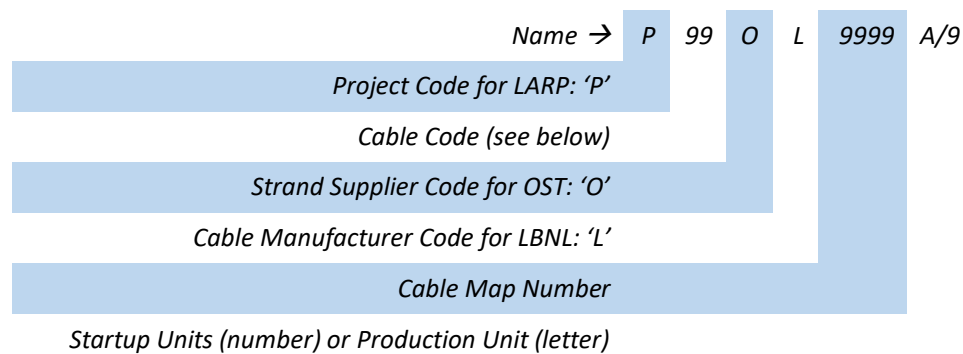 Name → P 99 O L 9999 A/9
Project Code for LARP: ‘P’
Cable Code (see below)
Strand Supplier Code for OST: ‘O’
Cable Manufacturer Code for LBNL: ‘L’
Cable Map Number
Startup Units (number) or Production Unit (letter)